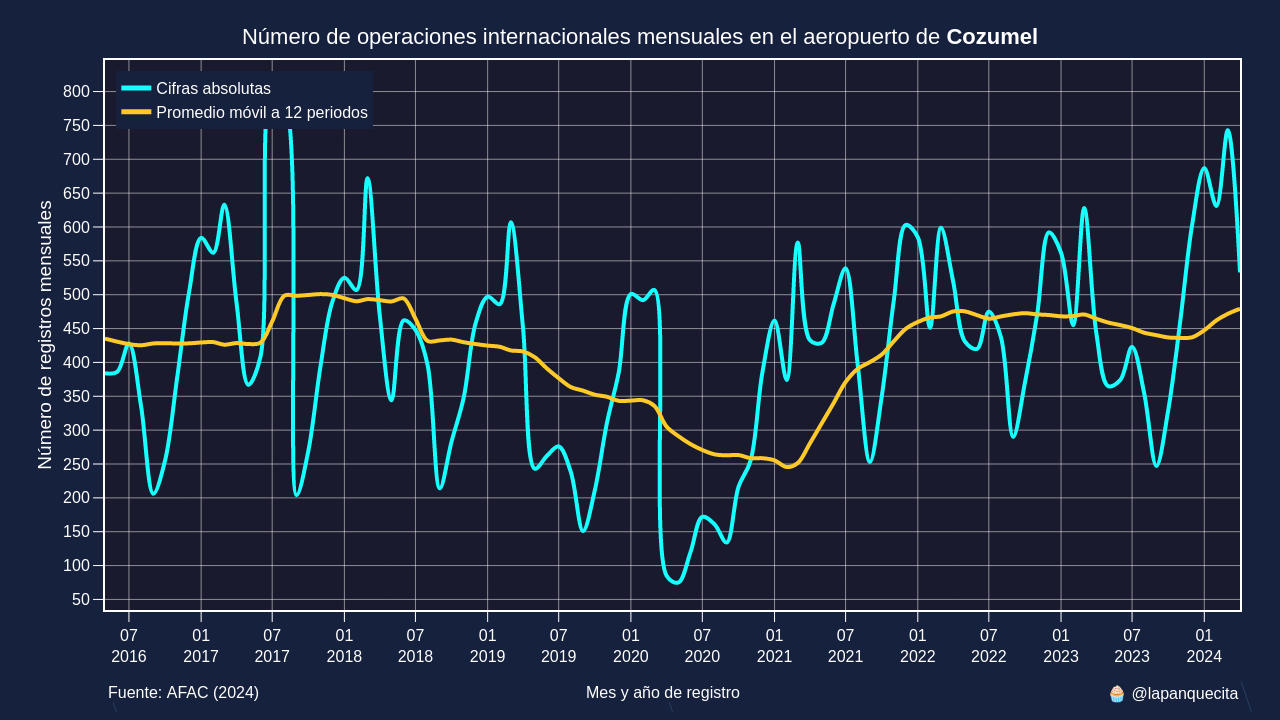 Número de operaciones internacionales mensuales en el aeropuerto de Cozumel
Cifras absolutas
Promedio móvil a 12 periodos
Número de registros mensuales
800
750
700
650
600
550
500
450
400
350
300
250
200
150
100
50
07 01 07 01 07 01 07 01 07 01 07 01 07 01 07 01
2016 2017 2017 2018 2018 2019 2019 2020 2020 2021 2021 2022 2022 2023 2023 2024
Fuente: AFAC (2024)
Mes y año de registro
🧁 @lapanquecita